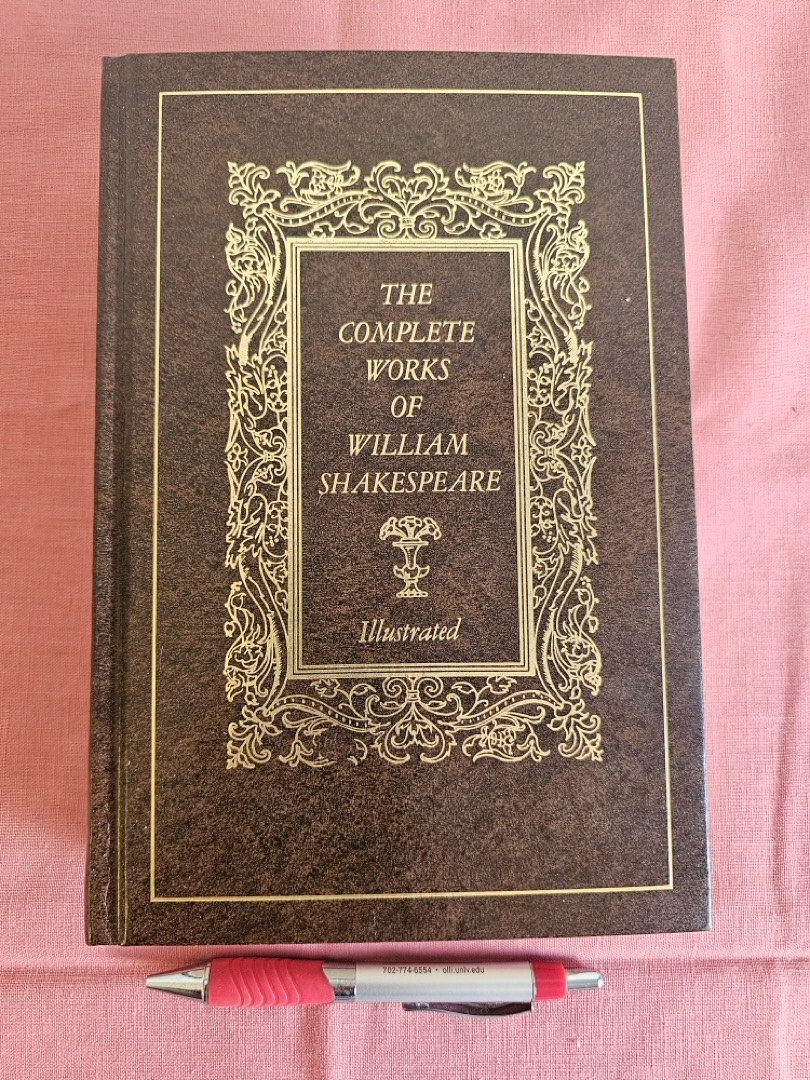 THE
COMPLETE
WORKS
OF
WILLIAM
SHAKESPEARE
Illustrated
702-774-6554 • olli.unlv.edu